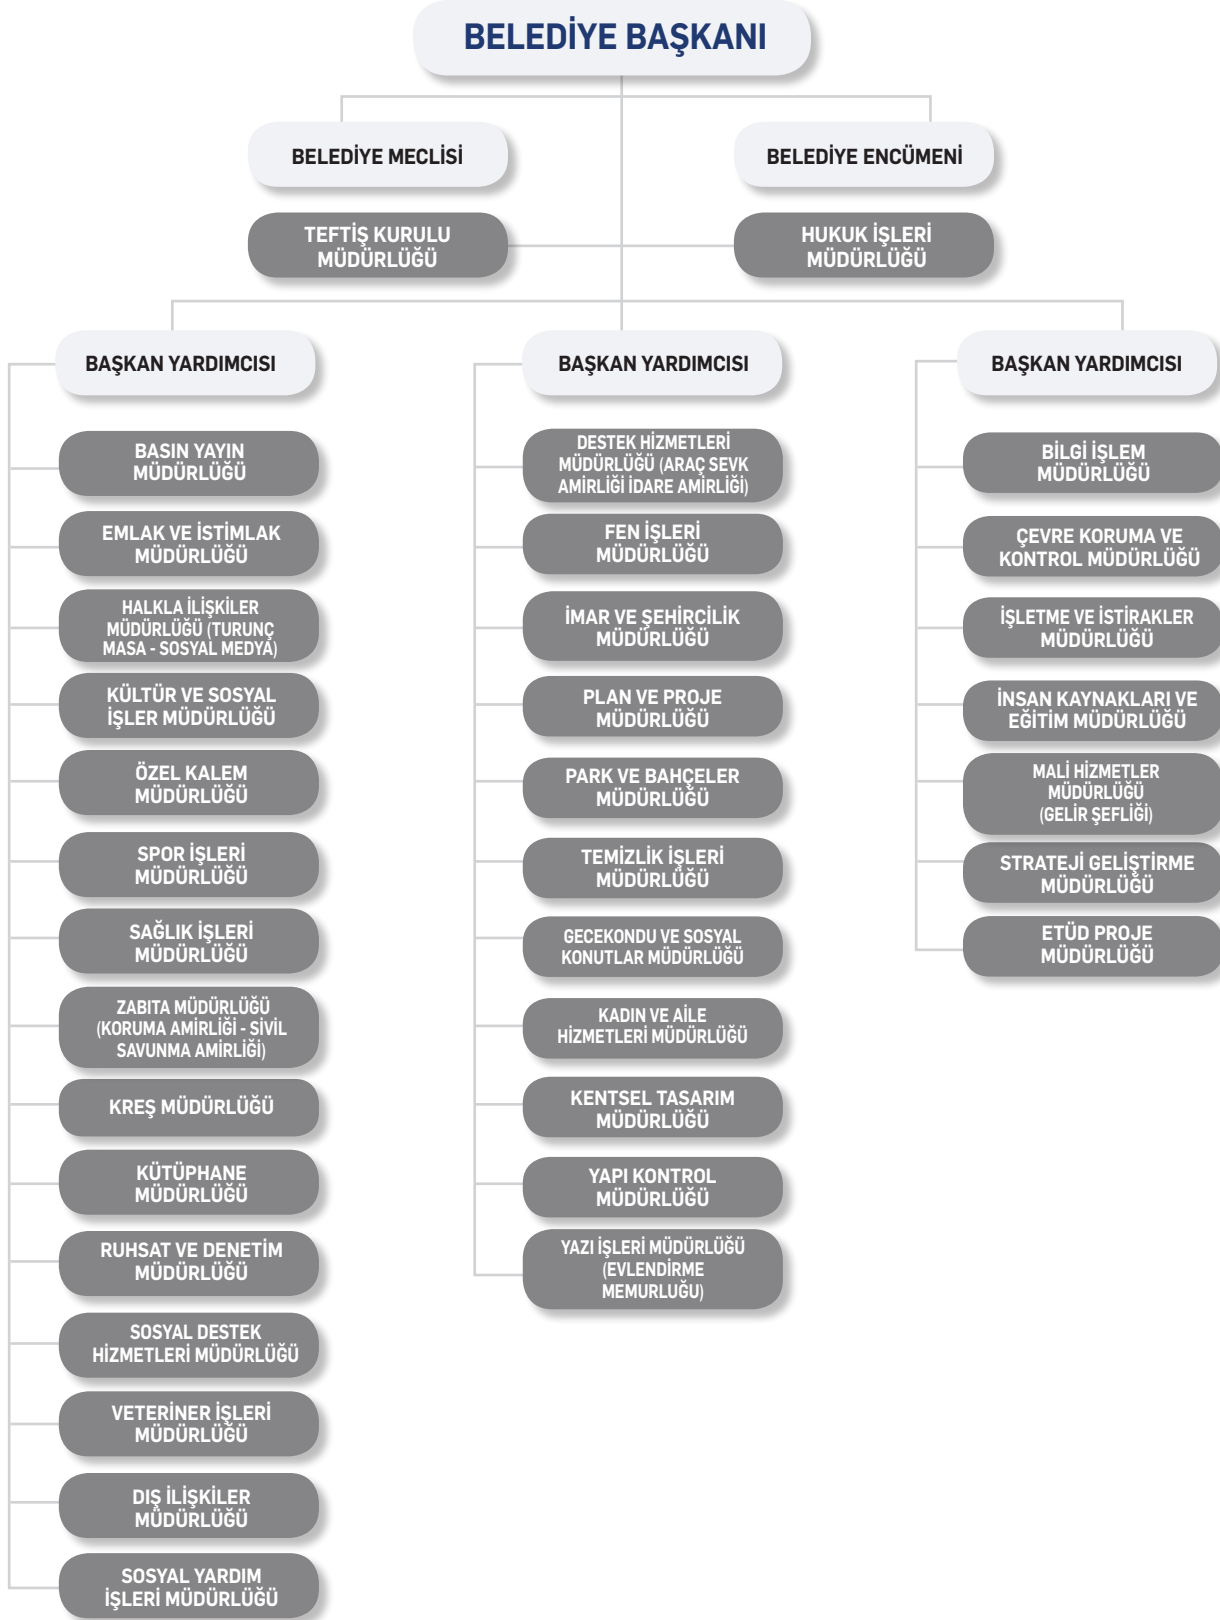 BELEDİYE BAŞKANI
BELEDİYE MECLİSİ
BELEDİYE ENCÜMENİ
TEFTİŞ KURULU
MÜDÜRLÜĞÜ
HUKUK İŞLERİ
MÜDÜRLÜĞÜ
BAŞKAN YARDIMCISI
BASIN YAYIN
MÜDÜRLÜĞÜ
EMLAK VE İSTİMLAK
MÜDÜRLÜĞÜ
HALKLA İLİŞKİLER
MÜDÜRLÜĞÜ (TURUNÇ
MASA - SOSYAL MEDYA)
KÜLTÜR VE SOSYAL
İŞLER MÜDÜRLÜĞÜ
ÖZEL KALEM
MÜDÜRLÜĞÜ
SPOR İŞLERİ
MÜDÜRLÜĞÜ
SAĞLIK İŞLERİ
MÜDÜRLÜĞÜ
ZABITA MÜDÜRLÜĞÜ
(KORUMA AMİRLİĞİ - SİVİL
SAVUNMA AMİRLİĞİ)
KREŞ MÜDÜRLÜĞÜ
KÜTÜPHANE
MÜDÜRLÜĞÜ
RUHSAT VE DENETİM
MÜDÜRLÜĞÜ
SOSYAL DESTEK
HİZMETLERİ MÜDÜRLÜĞÜ
VETERİNER İŞLERİ
MÜDÜRLÜĞÜ
DIŞ İLİŞKİLER
MÜDÜRLÜĞÜ
SOSYAL YARDIM
İŞLERİ MÜDÜRLÜĞÜ
BAŞKAN YARDIMCISI
DESTEK HİZMETLERİ
MÜDÜRLÜĞÜ (ARAÇ SEVK
AMİRLİĞİ İDARE AMİRLİĞİ)
FEN İŞLERİ
MÜDÜRLÜĞÜ
İMAR VE ŞEHİRCİLİK
MÜDÜRLÜĞÜ
PLAN VE PROJE
MÜDÜRLÜĞÜ
PARK VE BAHÇELER
MÜDÜRLÜĞÜ
TEMİZLİK İŞLERİ
MÜDÜRLÜĞÜ
GECEKONDU VE SOSYAL
KONUTLAR MÜDÜRLÜĞÜ
KADIN VE AİLE
HİZMETLERİ MÜDÜRLÜĞÜ
KENTSEL TASARIM
MÜDÜRLÜĞÜ
YAPI KONTROL
MÜDÜRLÜĞÜ
YAZI İŞLERİ MÜDÜRLÜĞÜ
(EVLENDİRME
MEMURLUĞU)
BAŞKAN YARDIMCISI
BİLGİ İŞLEM
MÜDÜRLÜĞÜ
ÇEVRE KORUMA VE
KONTROL MÜDÜRLÜĞÜ
İŞLETME VE İSTİRAKLER
MÜDÜRLÜĞÜ
İNSAN KAYNAKLARI VE
EĞİTİM MÜDÜRLÜĞÜ
MALİ HİZMETLER
MÜDÜRLÜĞÜ
(GELİR ŞEFLİĞİ)
STRATEJİ GELİŞTİRME
MÜDÜRLÜĞÜ
ETÜD PROJE
MÜDÜRLÜĞÜ